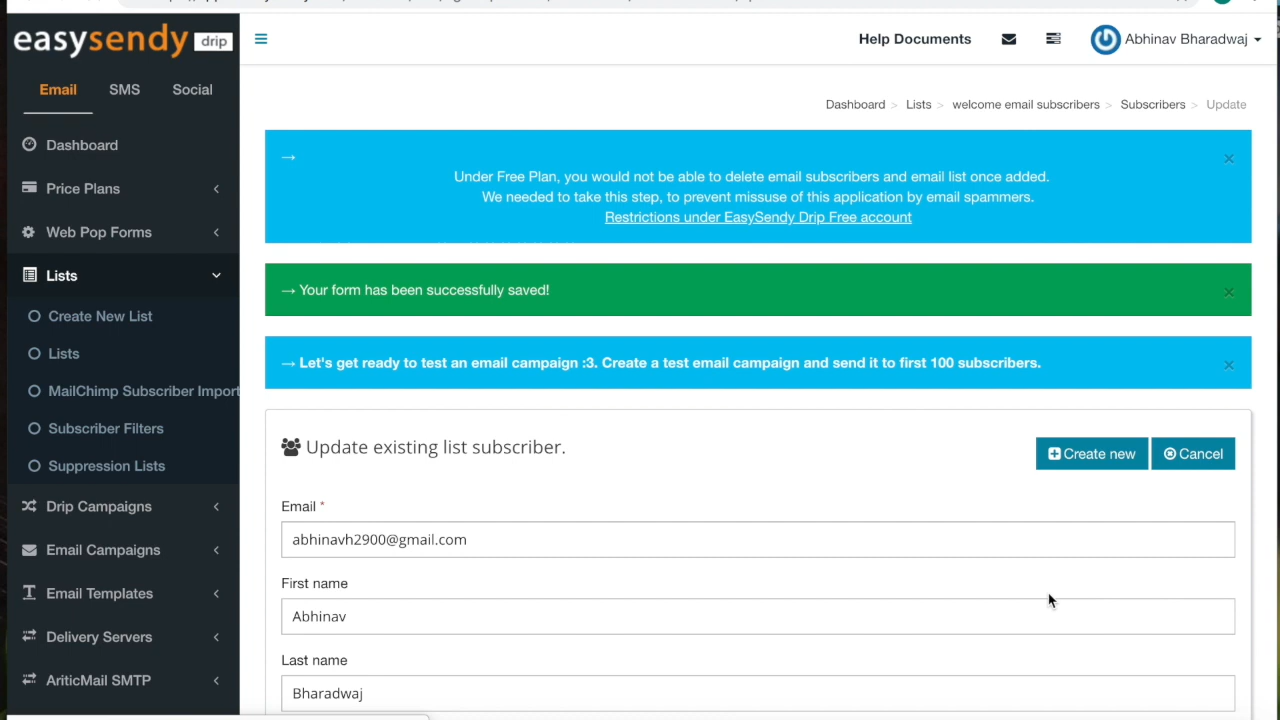 easysendy drip
Help Documents
Abhinav Bharadwaj
Email SMS Social
Dashboard > Lists > welcome email subscribers > Subscribers > Update
Dashboard
Price Plans
Web Pop Forms
Lists
Create New List
Lists
MailChimp Subscriber Import
Subscriber Filters
Suppression Lists
Drip Campaigns
Email Campaigns
Email Templates
Delivery Servers
AriticMail SMTP
→
×
Under Free Plan, you would not be able to delete email subscribers and email list once added.
We needed to take this step, to prevent missuse of this application by email spammers.
Restrictions under EasySendy Drip Free account
→ Your form has been successfully saved!
×
→ Let's get ready to test an email campaign :3. Create a test email campaign and send it to first 100 subscribers.
×
Update existing list subscriber.
Create new
Cancel
Email *
abhinavh2900@gmail.com
First name
Abhinav
Last name
Bharadwaj